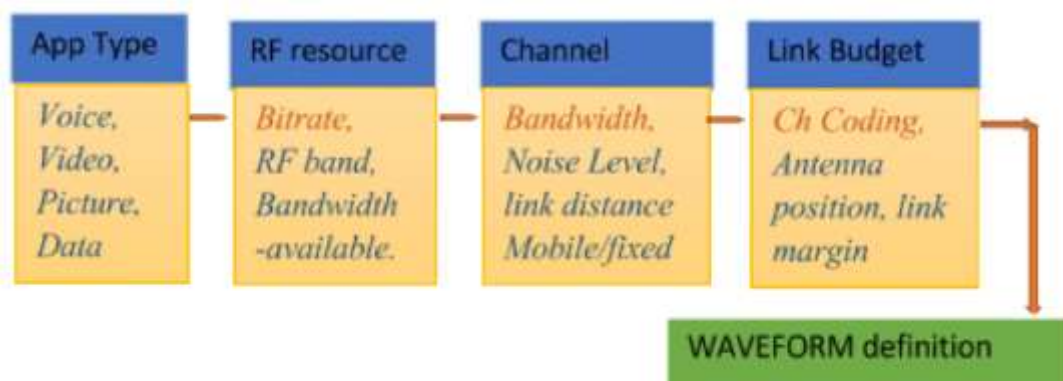 App Type
Voice,
Video,
Picture,
Data
RF resource
Bitrate,
RF band,
Bandwidth
-available.
Channel
Bandwidth,
Noise Level,
link distance
Mobile/fixed
Link Budget
Ch Coding,
Antenna
position, link
margin
WAVEFORM definition